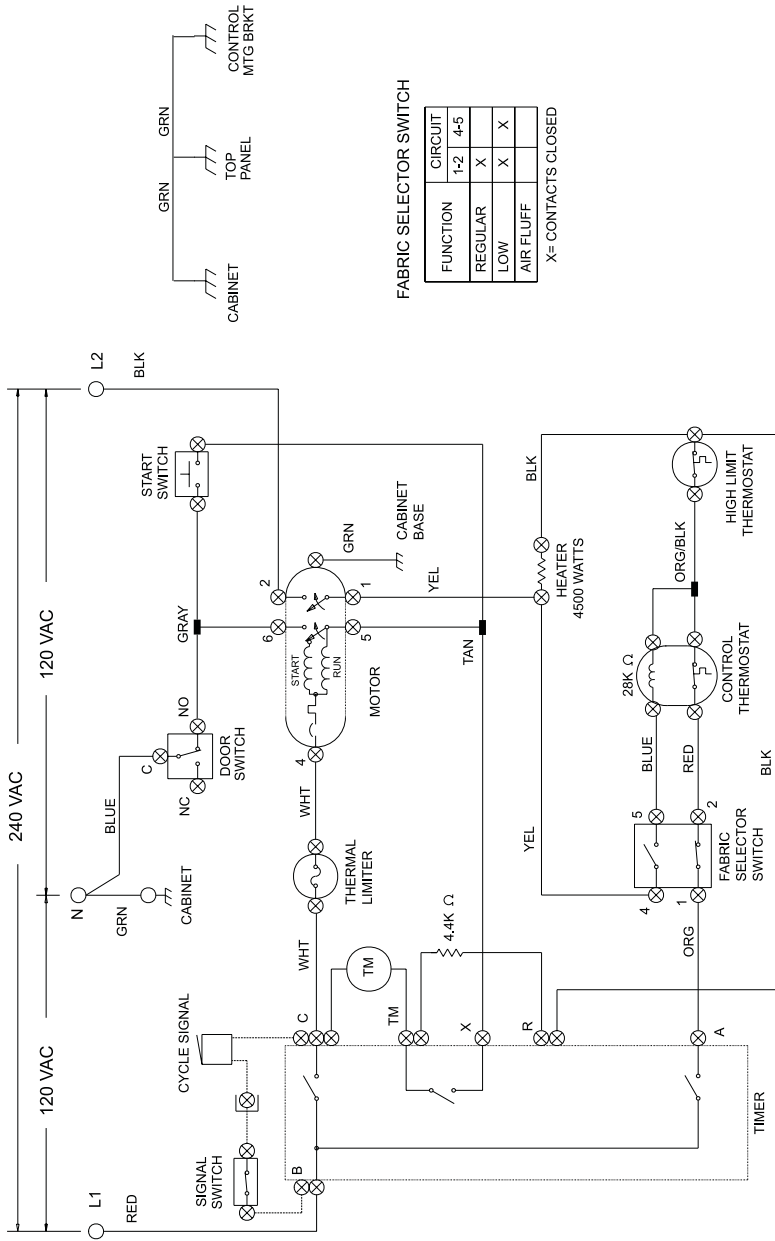 240 VAC
120 VAC
120 VAC
L1
RED
N
GRN
CABINET
BLUE
L2
BLK
SIGNAL
SWITCH
CYCLE SIGNAL
C
NC
NO
DOOR
SWITCH
GRAY
START
SWITCH
B
C
WHT
THERMAL
LIMITER
WHT
4
START
RUN
MOTOR
6
5
2
1
GRN
CABINET
BASE
YEL
TM
TM
X
TAN
4.4K Ω
R
YEL
HEATER
4500 WATTS
BLK
A
TIMER
ORG
4
1
5
2
FABRIC
SELECTOR
SWITCH
BLUE
RED
28K Ω
CONTROL
THERMOSTAT
ORG/BLK
HIGH LIMIT
THERMOSTAT
BLK
CABINET
GRN
TOP
PANEL
GRN
CONTROL
MTG BRKT
FABRIC SELECTOR SWITCH
FUNCTION
CIRCUIT
1-2 4-5
REGULAR X
LOW X X
AIR FLUFF
X= CONTACTS CLOSED